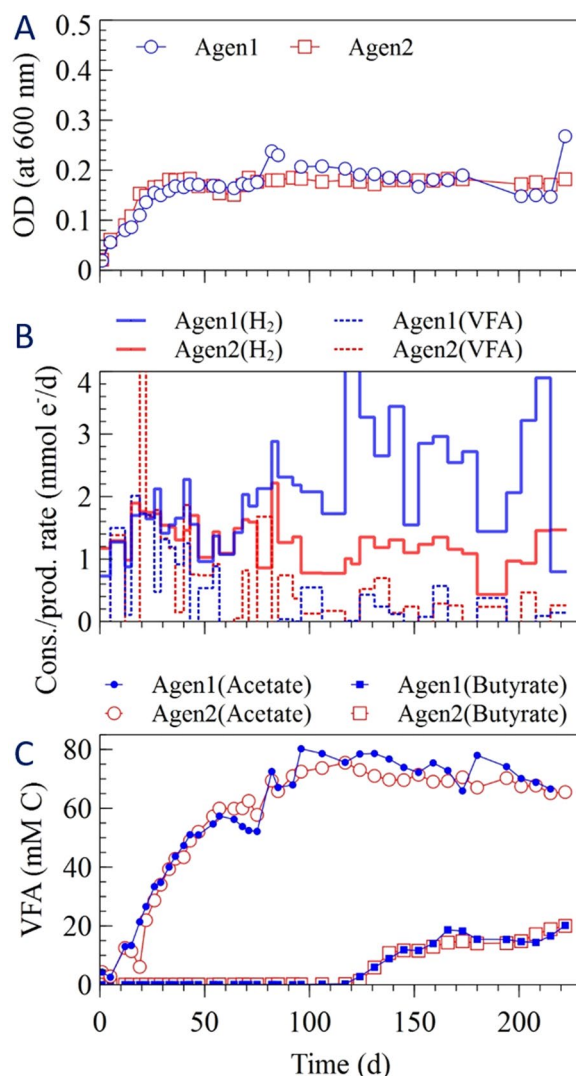 A
Agen1 Agen2
0.5
0.4
0.3
0.2
0.1
0
OD (at 600 nm)
B
Agen1(H₂) Agen1(VFA)
Agen2(H₂) Agen2(VFA)
4
3
2
1
0
Cons./prod. rate (mmol e⁻/d)
Agen1(Acetate) Agen1(Butyrate)
Agen2(Acetate) Agen2(Butyrate)
C
80
60
40
20
0
VFA (mM C)
0 50 100 150 200
Time (d)